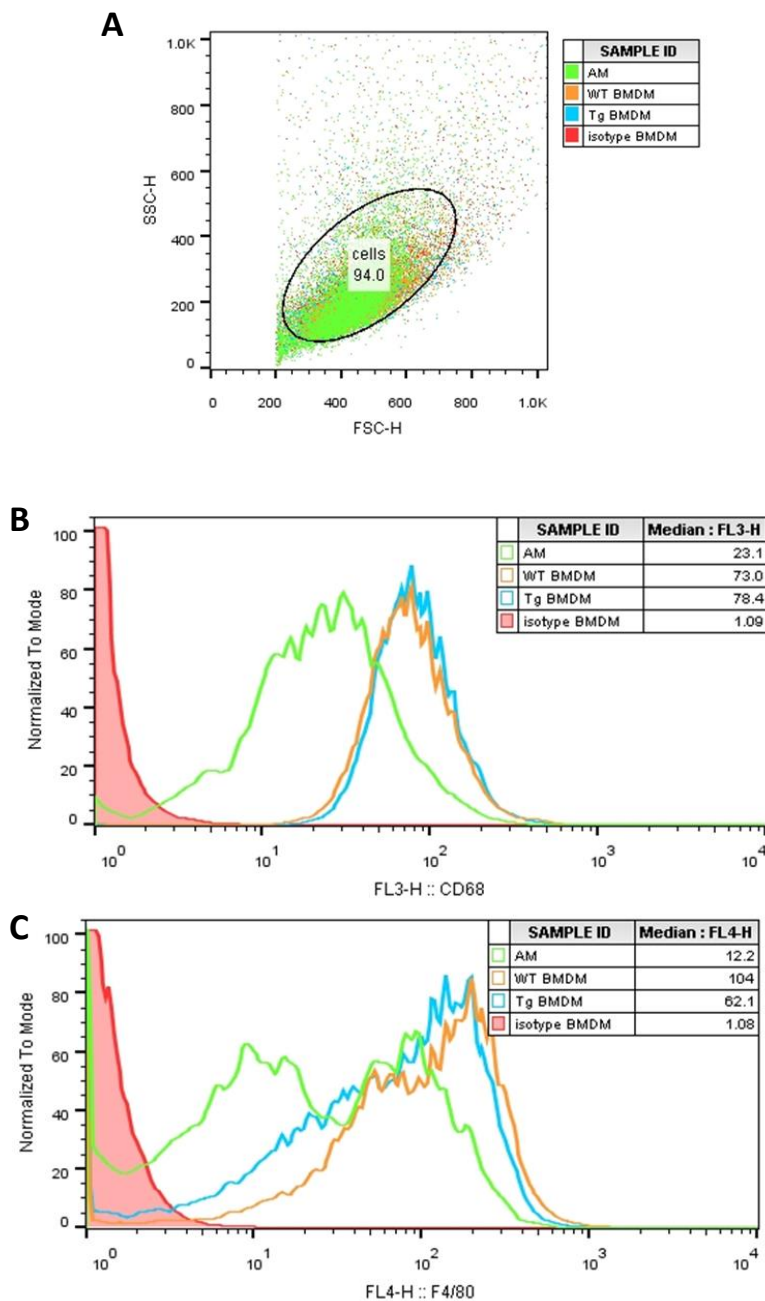 A
SAMPLE ID
AM
WT BMDM
Tg BMDM
isotype BMDM
1.0K
800
600
400
200
0
SSC-H
cells
94.0
0 200 400 600 800 1.0K
FSC-H
B
SAMPLE ID Median : FL3-H
AM 23.1
WT BMDM 73.0
Tg BMDM 78.4
isotype BMDM 1.09
100
80
60
40
20
0
Normalized To Mode
10^0 10^1 10^2 10^3 10^4
FL3-H :: CD68
C
SAMPLE ID Median : FL4-H
AM 12.2
WT BMDM 104
Tg BMDM 62.1
isotype BMDM 1.08
100
80
60
40
20
0
Normalized To Mode
10^0 10^1 10^2 10^3 10^4
FL4-H :: F4/80